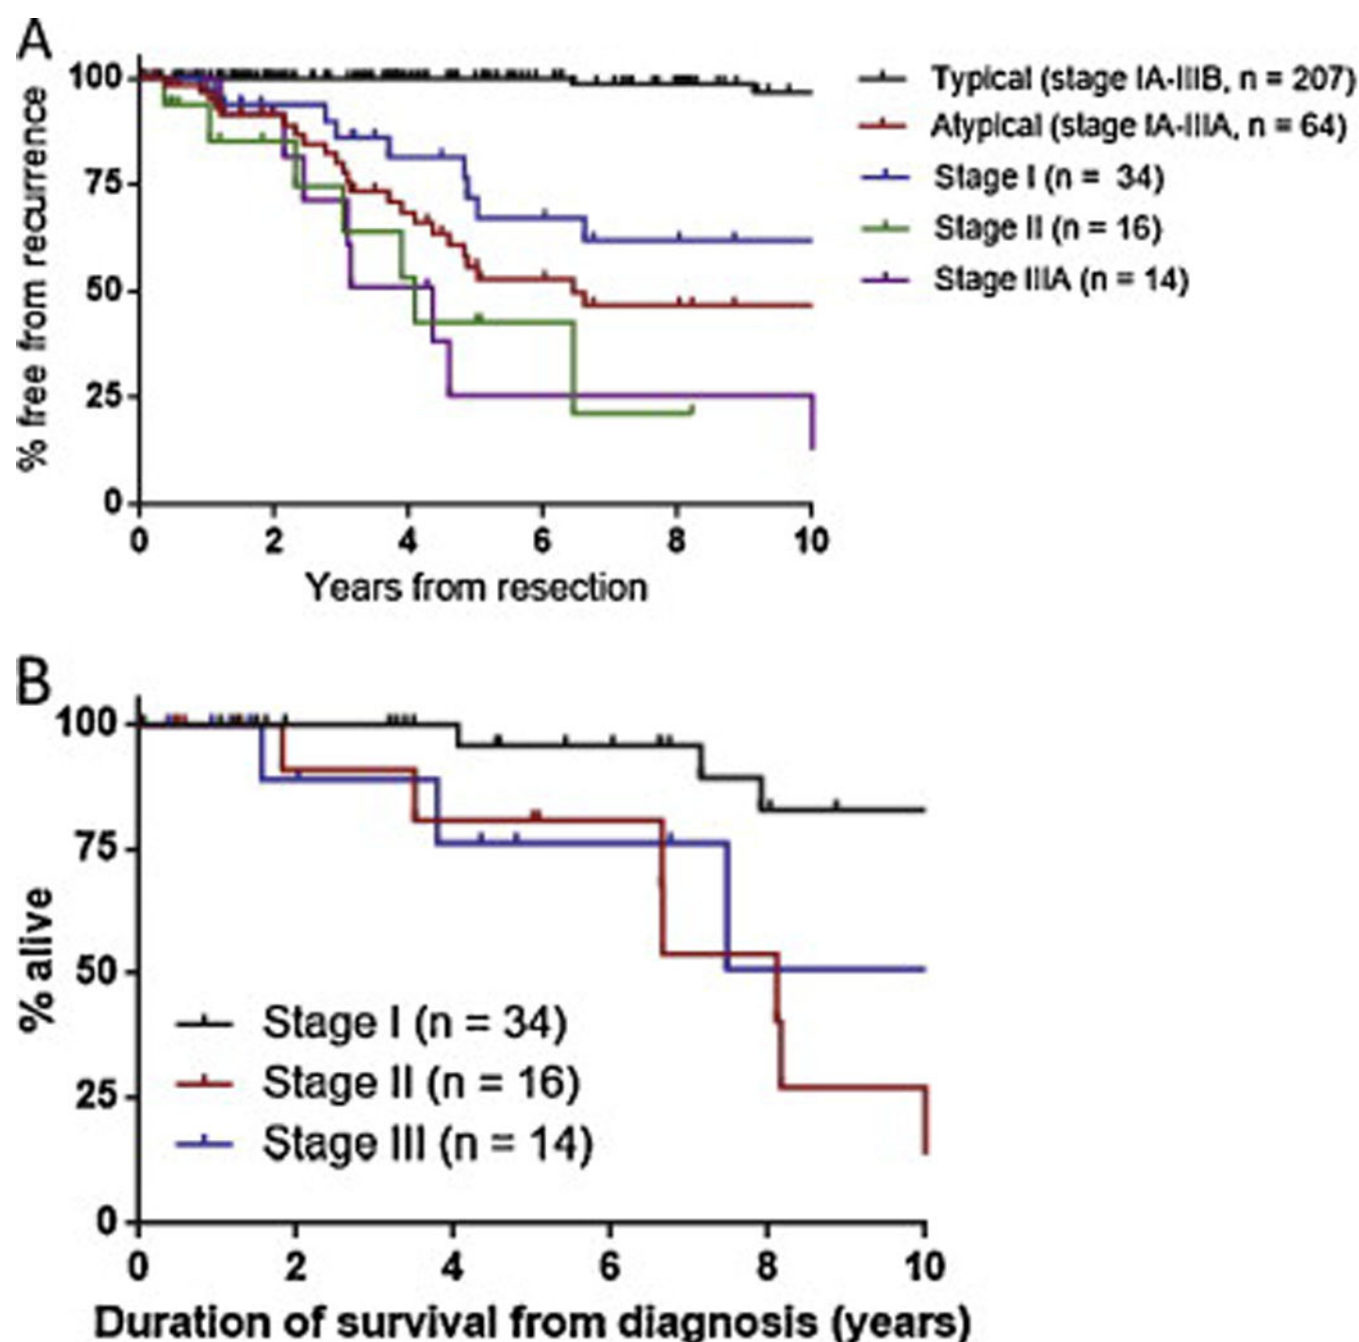 A
% free from recurrence
100
75
50
25
0
0 2 4 6 8 10
Years from resection
Typical (stage IA-IIIB, n = 207)
Atypical (stage IA-IIIA, n = 64)
Stage I (n = 34)
Stage II (n = 16)
Stage IIIA (n = 14)
B
% alive
100
75
50
25
0
Stage I (n = 34)
Stage II (n = 16)
Stage III (n = 14)
0 2 4 6 8 10
Duration of survival from diagnosis (years)